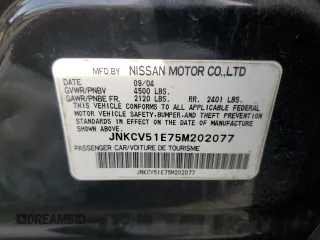 MFD.BY NISSAN MOTOR CO.,LTD
DATE 09/04
GVWR/PNBV 4500 LBS.
GAWR/PNBE FR. 2120 LBS. RR. 2401 LBS.
THIS VEHICLE CONFORMS TO ALL APPLICABLE FEDERAL
MOTOR VEHICLE SAFETY, BUMPER, AND THEFT
PREVENTION STANDARDS IN EFFECT ON THE DATE OF
MANUFACTURE SHOWN ABOVE.
JNKCV51E75M202077
PASSENGER CAR/VOITURE DE TOURISME
JNKCV51E75M202077
CREAMBID